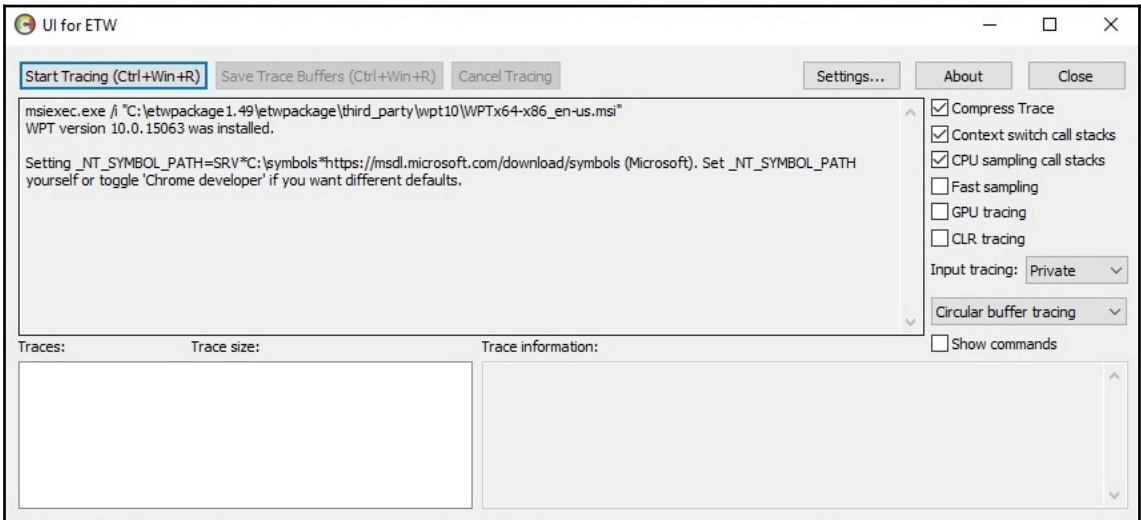 UI for ETW
Start Tracing (Ctrl+Win+R) Save Trace Buffers (Ctrl+Win+R) Cancel Tracing Settings... About Close
msiexec.exe /i "C:\etwpackage1.49\etwpackage\third_party\wpt10\WPTx64-x86_en-us.msi"
WPT version 10.0.15063 was installed.
Setting _NT_SYMBOL_PATH=SRV*C:\symbols*https://msdl.microsoft.com/download/symbols (Microsoft). Set _NT_SYMBOL_PATH
yourself or toggle 'Chrome developer' if you want different defaults.
Compress Trace
Context switch call stacks
CPU sampling call stacks
Fast sampling
GPU tracing
CLR tracing
Input tracing: Private
Circular buffer tracing
Show commands
Traces: Trace size: Trace information: